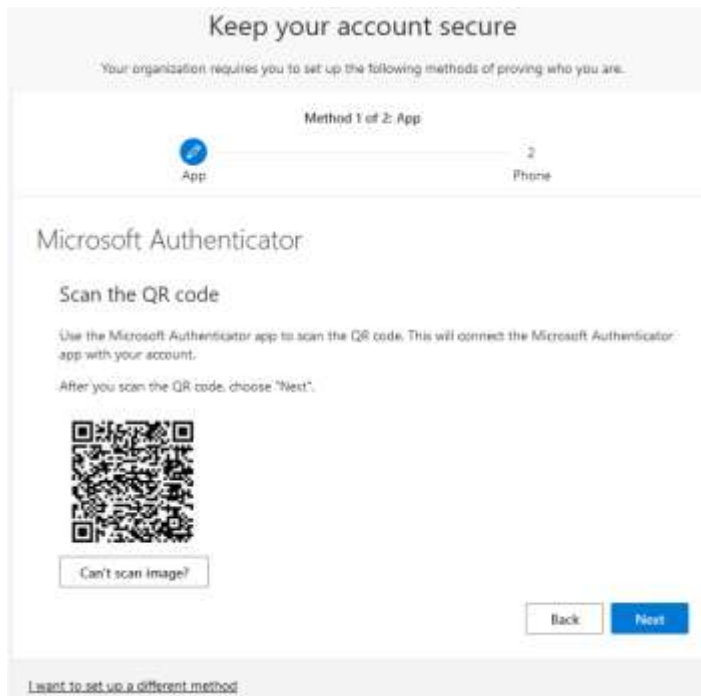 Keep your account secure
Your organization requires you to set up the following methods of proving who you are.
Method 1 of 2: App
App
2
Phone
Microsoft Authenticator
Scan the QR code
Use the Microsoft Authenticator app to scan the QR code. This will connect the Microsoft Authenticator
app with your account.
After you scan the QR code, choose "Next".
Can't scan image?
Back
Next
I want to set up a different method